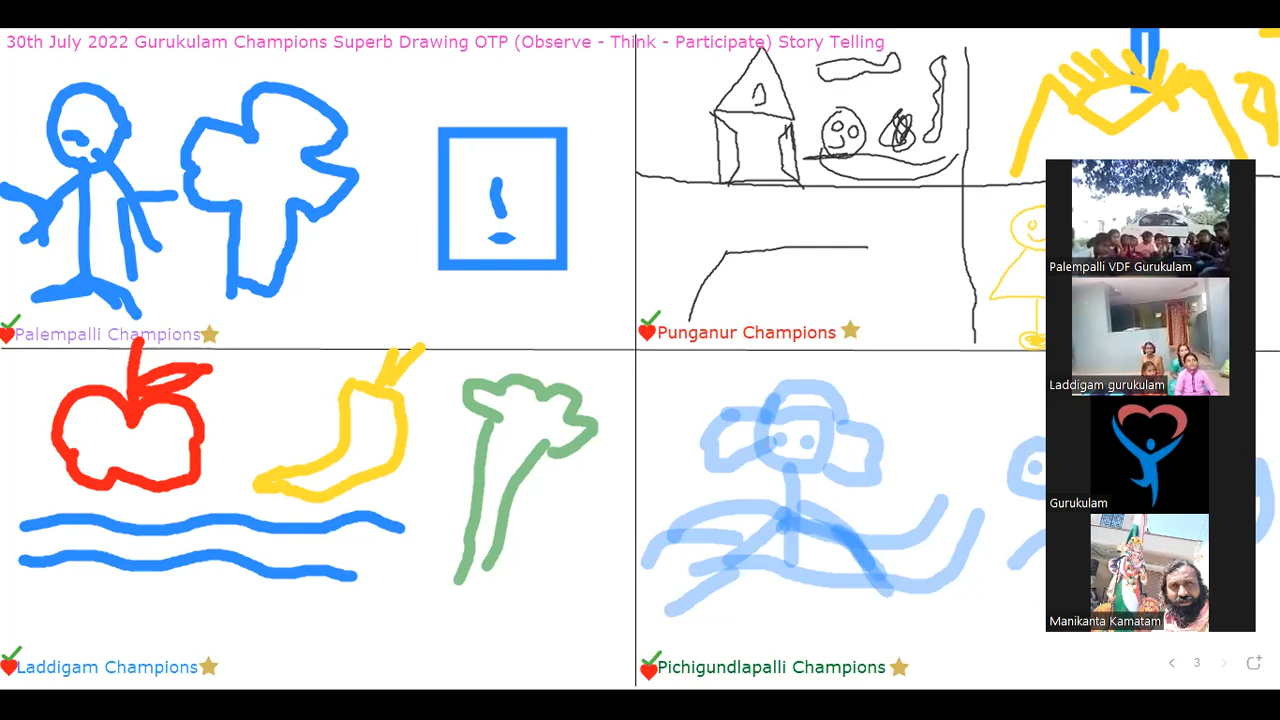 30th July 2022 Gurukulam Champions Superb Drawing OTP (Observe - Think - Participate) Story Telling
Palempalli Champions
Punganur Champions
Palempalli VDF Gurukulam
Laddigam gurukulam
Gurukulam
Manikanta Kamatam
Laddigam Champions
Pichigundlapalli Champions
3